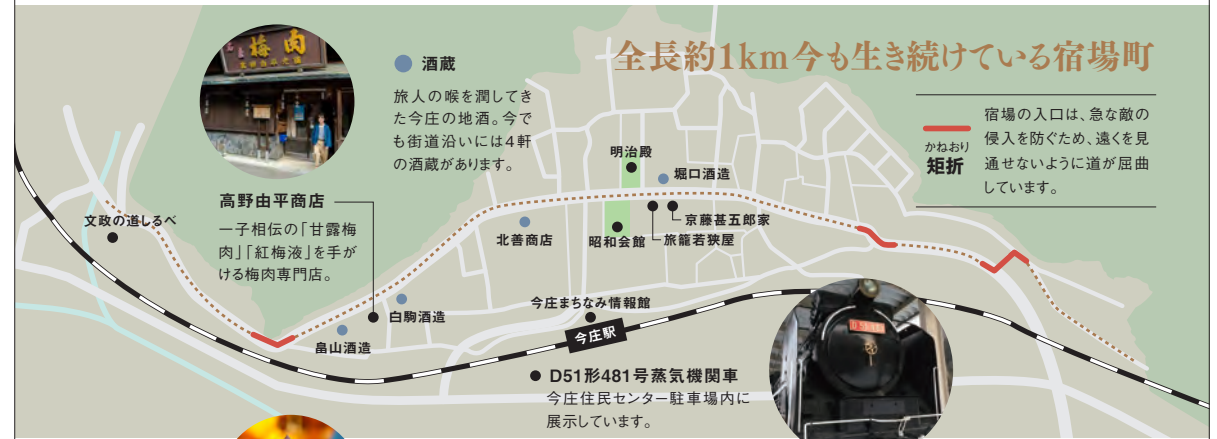 全長約1km今も生き続けている宿場町
梅肉
酒蔵
旅人の喉を潤してき
た今庄の地酒。今で
も街道沿いには4軒
の酒蔵があります。
かねおり
矩折
宿場の入口は、急な敵の
侵入を防ぐため、遠くを見
通せないように道が屈曲
しています。
明治殿
堀口酒造
高野由平商店
一子相伝の「甘露梅
肉」「紅梅液」を手が
ける梅肉専門店。
文政の道しるべ
北善商店
昭和会館
京藤甚五郎家
旅籠若狭屋
白駒酒造
畠山酒造
今庄まちなみ情報館
今庄駅
D51形481号蒸気機関車
今庄住民センター駐車場内に
展示しています。